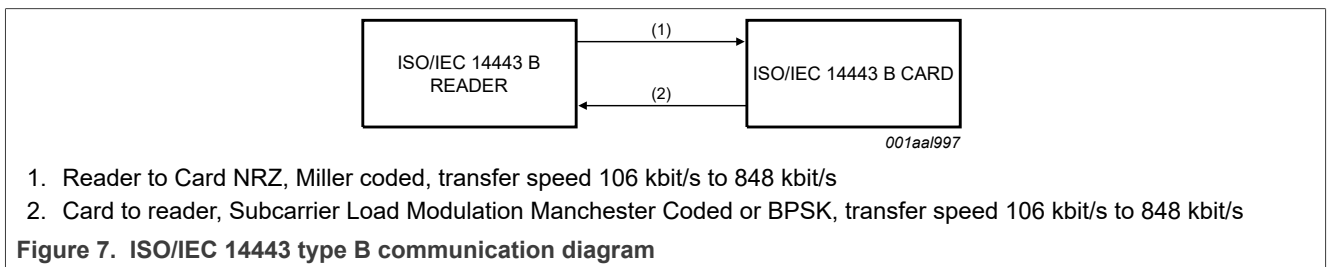 (1)
ISO/IEC 14443 B
READER
ISO/IEC 14443 B CARD
(2)
001aal997
1. Reader to Card NRZ, Miller coded, transfer speed 106 kbit/s to 848 kbit/s
2. Card to reader, Subcarrier Load Modulation Manchester Coded or BPSK, transfer speed 106 kbit/s to 848 kbit/s
Figure 7. ISO/IEC 14443 type B communication diagram